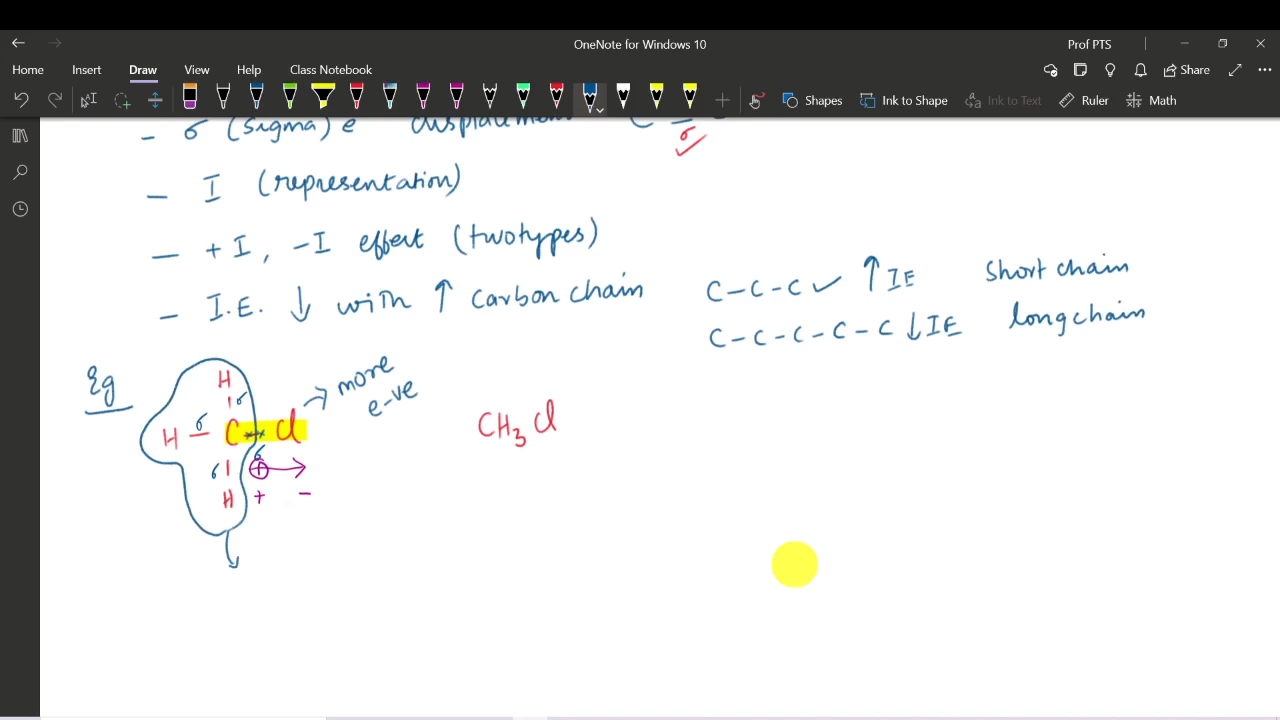 OneNote for Windows 10
Prof PTS
Home Insert Draw View Help Class Notebook
Share
Shapes Ink to Shape Ink to Text Ruler Math
- σ (sigma) e displacement C — C
σ
- I (representation)
- +I, -I effect (two types)
- I.E. ↓ with ↑ carbon chain
C-C-C ✓ ↑ IE short chain
C-C-C-C-C ↓ IE long chain
Eg
H
σ
H — C Cl → more e-ve
σ
CH₃Cl
σ
σ ⊕ →
H + -